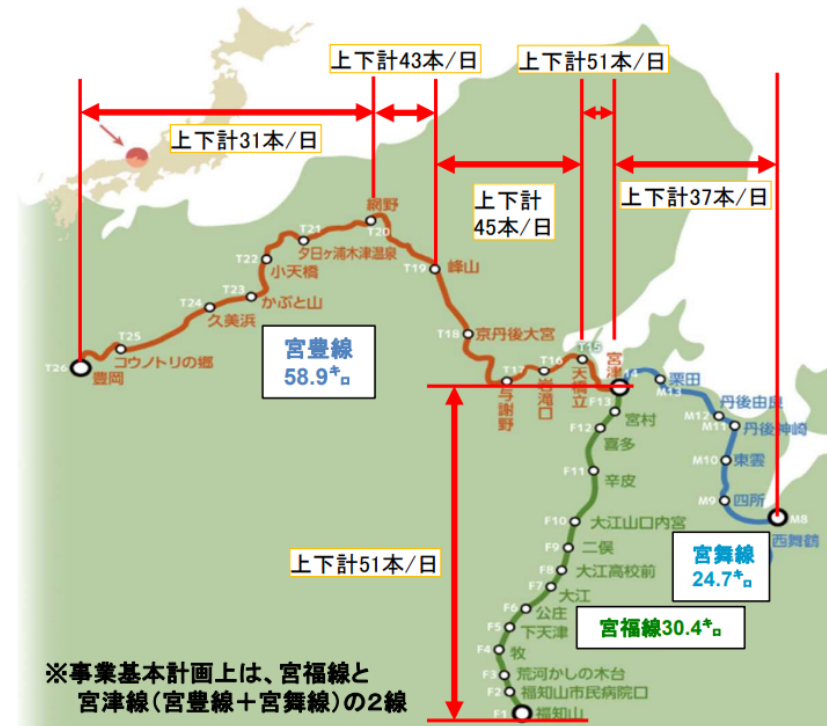 上下計43本/日
上下計51本/日
上下計31本/日
上下計
45本/日
上下計37本/日
網野
T20
T21
夕日ヶ浦木津温泉
T22
小天橋
T19
峰山
T23
かぶと山
T24
久美浜
T25
コウノトリの郷
T26
豊岡
宮豊線
58.9㌔
T18
京丹後大宮
T17
与謝野
T16
岩滝口
T15
天橋立
宮津
14
F13
宮村
M13
栗田
M12
丹後由良
M11
丹後神崎
M10
東雲
M9
四所
M8
西舞鶴
F12
喜多
F11
辛皮
F10
大江山口内宮
F9
二俣
F8
大江高校前
F7
大江
F6
公庄
F5
下天津
F4
牧
F3
荒河かしの木台
F2
福知山市民病院口
F1
福知山
上下計51本/日
宮舞線
24.7㌔
宮福線30.4㌔
※事業基本計画上は、宮福線と
宮津線(宮豊線+宮舞線)の2線